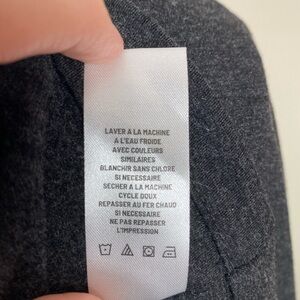 LAVER A LA MACHINE
A L'EAU FROIDE
AVEC COULEURS
SIMILAIRES
BLANCHIR SANS CHLORE
SI NECESSAIRE
SECHER A LA MACHINE
CYCLE DOUX
REPASSER AU FER CHAUD
SI NECESSAIRE
NE PAS REPASSER
L'IMPRESSION